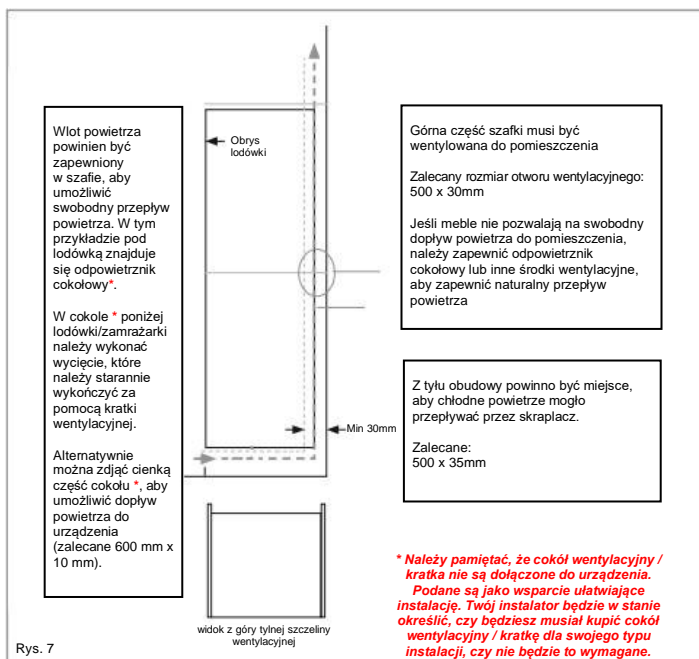 Wlot powietrza
powinien być
zapewniony
w szafie, aby
umożliwić
swobodny przepływ
powietrza. W tym
przykładzie pod
lodówką znajduje
się odpowietrznik
cokołowy*.
W cokole * poniżej
lodówki/zamrażarki
należy wykonać
wycięcie, które
należy starannie
wykończyć za
pomocą kratki
wentylacyjnej.
Alternatywnie
można zdjąć cienką
część cokołu *, aby
umożliwić dopływ
powietrza do
urządzenia
(zalecane 600 mm x
10 mm).
Obrys
lodówki
Min 30mm
widok z góry tylnej szczeliny
wentylacyjnej
Górna część szafki musi być
wentylowana do pomieszczenia
Zalecany rozmiar otworu wentylacyjnego:
500 x 30mm
Jeśli meble nie pozwalają na swobodny
dopływ powietrza do pomieszczenia,
należy zapewnić odpowietrznik
cokołowy lub inne środki wentylacyjne,
aby zapewnić naturalny przepływ
powietrza
Z tyłu obudowy powinno być miejsce,
aby chłodne powietrze mogło
przepływać przez skraplacz.
Zalecane:
500 x 35mm
* Należy pamiętać, że cokół wentylacyjny /
kratka nie są dołączone do urządzenia.
Podane są jako wsparcie ułatwiające
instalację. Twój instalator będzie w stanie
określić, czy będziesz musiał kupić cokół
wentylacyjny / kratkę dla swojego typu
instalacji, czy nie będzie to wymagane.
Rys. 7